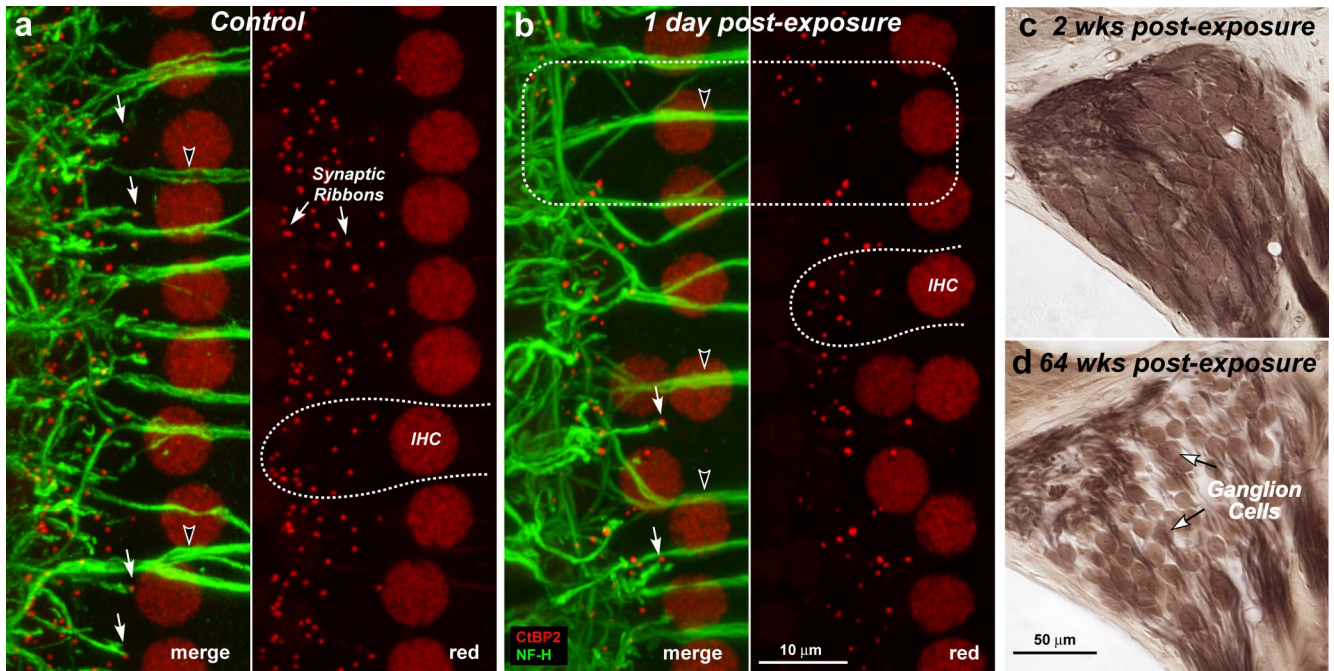 a
Control
Synaptic
Ribbons
IHC
merge
red
b
1 day post-exposure
IHC
CtBP2
NF-H
merge
10 µm
red
c
2 wks post-exposure
d
64 wks post-exposure
Ganglion
Cells
50 µm